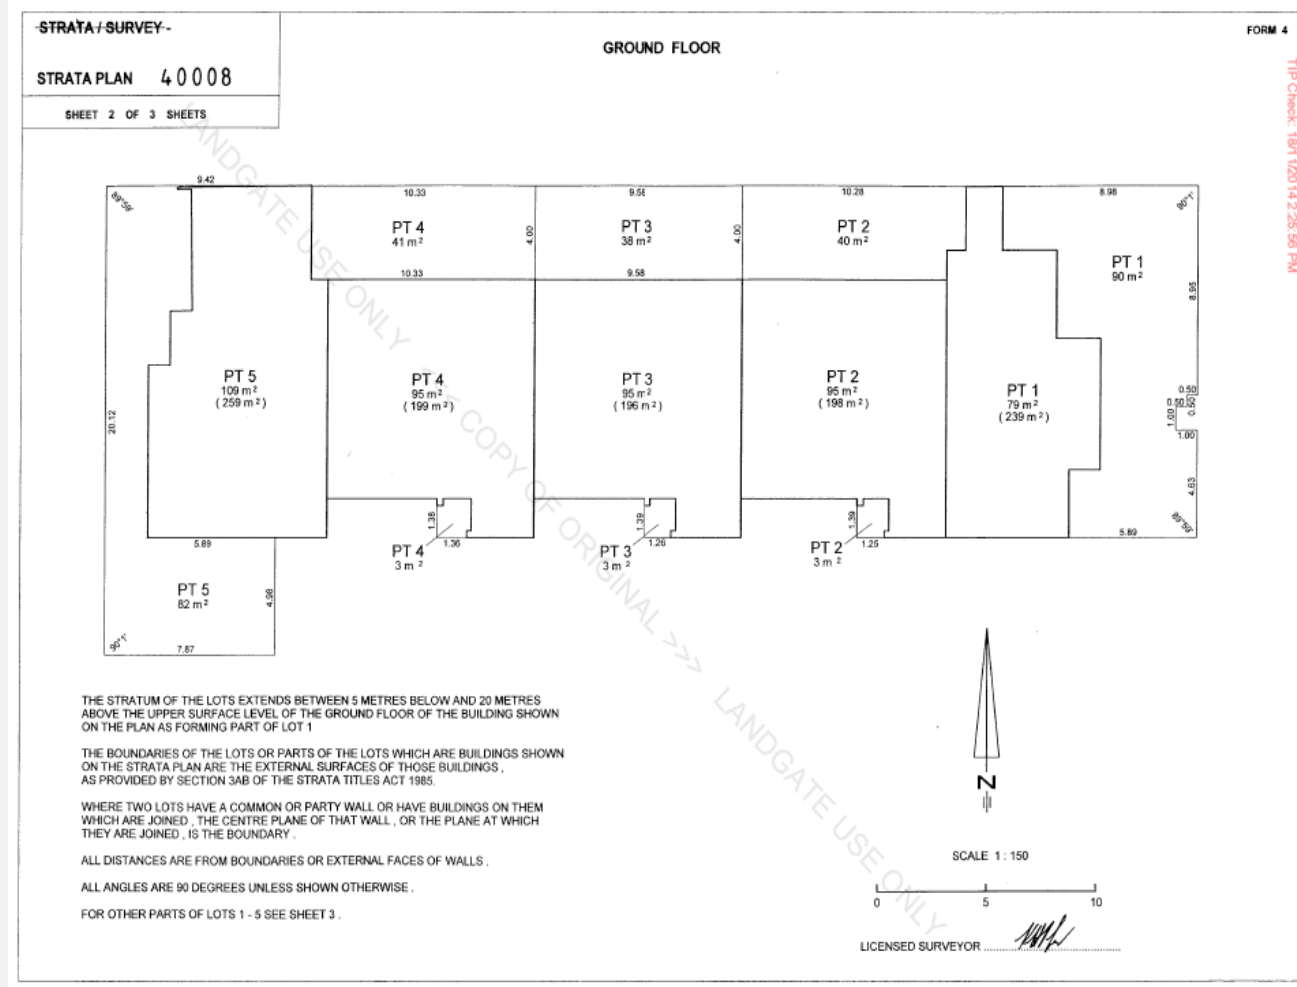 STRATA / SURVEY -
FORM 4
GROUND FLOOR
STRATA PLAN 40008
SHEET 2 OF 3 SHEETS
TIP Check: 18/11/2014 2:25:56 PM
LANDGATE USE ONLY <<< COPY OF ORIGINAL >>> LANDGATE USE ONLY
9.42
10.33
9.58
10.28
8.98
89°59'
90°1'
PT 4
41 m²
4.00
PT 3
38 m²
4.00
PT 2
40 m²
PT 1
90 m²
10.33
9.58
8.95
PT 5
109 m²
( 259 m² )
PT 4
95 m²
( 199 m² )
PT 3
95 m²
( 196 m² )
PT 2
95 m²
( 198 m² )
PT 1
79 m²
( 239 m² )
0.50
0.50
0.50
1.00
1.00
20.12
4.63
89°59'
1.38
1.39
1.39
5.89
1.36
1.26
1.25
5.89
PT 4
3 m²
PT 3
3 m²
PT 2
3 m²
PT 5
82 m²
4.98
90°1'
7.87
THE STRATUM OF THE LOTS EXTENDS BETWEEN 5 METRES BELOW AND 20 METRES
ABOVE THE UPPER SURFACE LEVEL OF THE GROUND FLOOR OF THE BUILDING SHOWN
ON THE PLAN AS FORMING PART OF LOT 1
THE BOUNDARIES OF THE LOTS OR PARTS OF THE LOTS WHICH ARE BUILDINGS SHOWN
ON THE STRATA PLAN ARE THE EXTERNAL SURFACES OF THOSE BUILDINGS ,
AS PROVIDED BY SECTION 3AB OF THE STRATA TITLES ACT 1985.
WHERE TWO LOTS HAVE A COMMON OR PARTY WALL OR HAVE BUILDINGS ON THEM
WHICH ARE JOINED , THE CENTRE PLANE OF THAT WALL , OR THE PLANE AT WHICH
THEY ARE JOINED , IS THE BOUNDARY .
ALL DISTANCES ARE FROM BOUNDARIES OR EXTERNAL FACES OF WALLS .
ALL ANGLES ARE 90 DEGREES UNLESS SHOWN OTHERWISE .
FOR OTHER PARTS OF LOTS 1 - 5 SEE SHEET 3 .
N
SCALE 1 : 150
0 5 10
LICENSED SURVEYOR